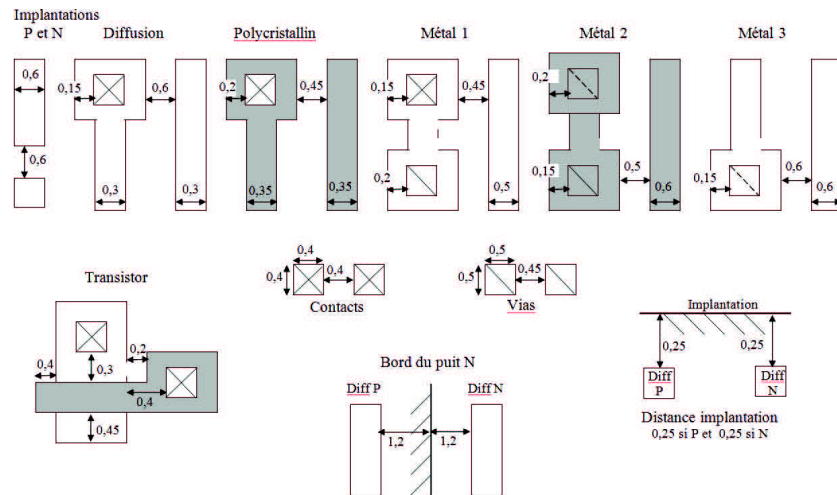 Implantations
P et N
Diffusion
Polycristallin
Métal 1
Métal 2
Métal 3
0,6
0,15
0,6
0,2
0,45
0,15
0,45
0,2
0,6
0,3
0,3
0,35
0,35
0,2
0,5
0,15
0,5
0,6
0,15
0,6
0,6
0,4
0,4
0,4
Contacts
0,5
0,5
0,45
Vias
Transistor
0,2
0,4
0,3
0,4
0,45
Bord du puit N
Diff P
Diff N
1,2
1,2
Implantation
0,25
0,25
Diff
P
Diff
N
Distance implantation
0,25 si P et 0,25 si N